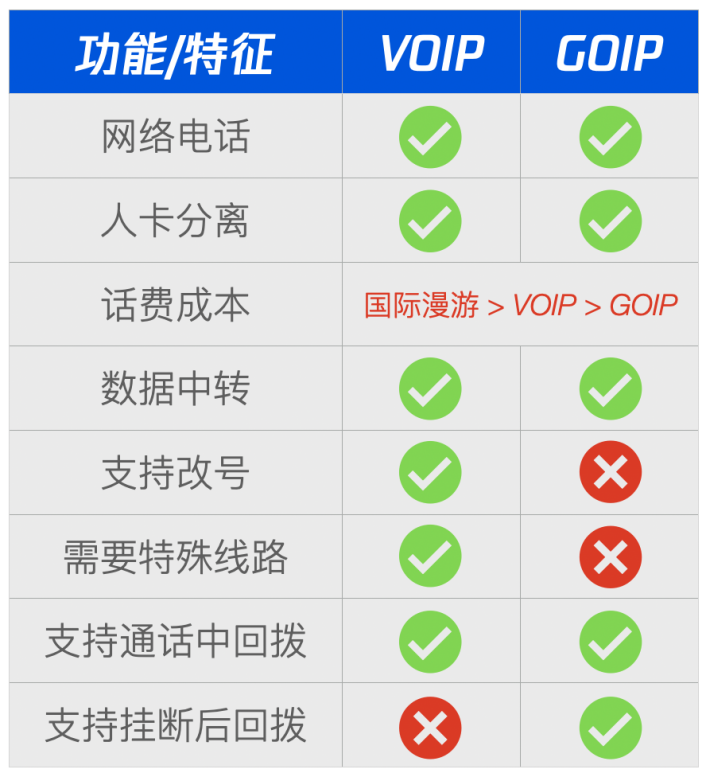 功能/特征 VOIP GOIP
网络电话
人卡分离
话费成本 国际漫游 > VOIP > GOIP
数据中转
支持改号
需要特殊线路
支持通话中回拨
支持挂断后回拨